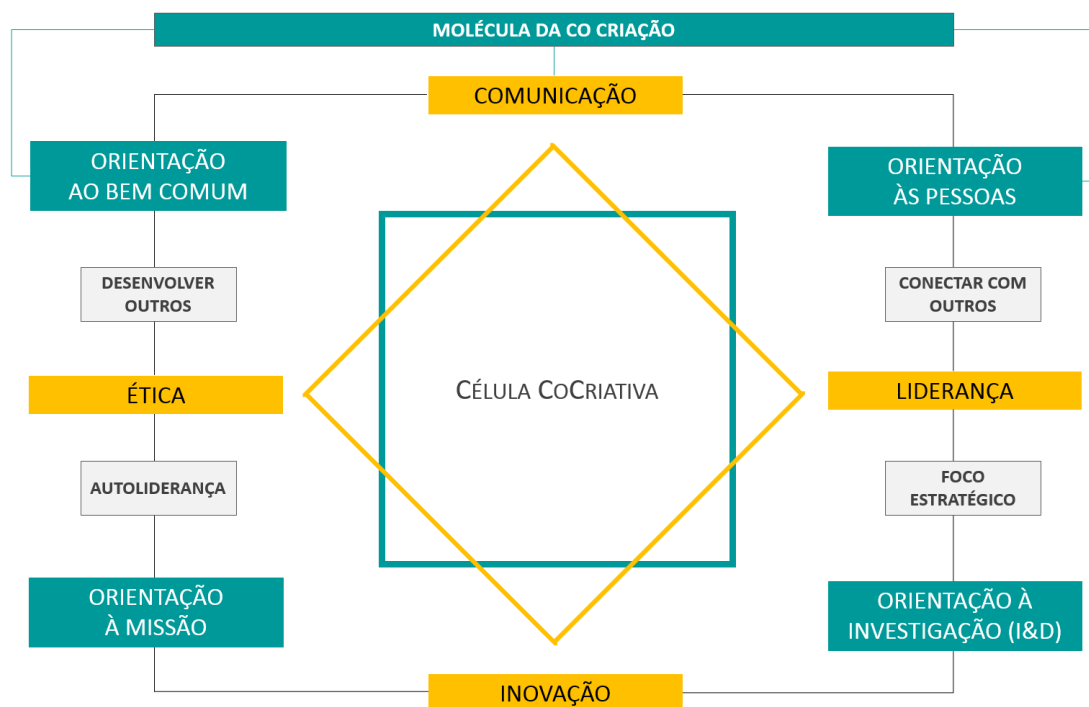 MOLÉCULA DA CO CRIAÇÃO
COMUNICAÇÃO
ORIENTAÇÃO
AO BEM COMUM
ORIENTAÇÃO
ÀS PESSOAS
DESENVOLVER
OUTROS
CONECTAR COM
OUTROS
ÉTICA
CÉLULA COCRIATIVA
LIDERANÇA
AUTOLIDERANÇA
FOCO
ESTRATÉGICO
ORIENTAÇÃO
À MISSÃO
ORIENTAÇÃO À
INVESTIGAÇÃO (I&D)
INOVAÇÃO